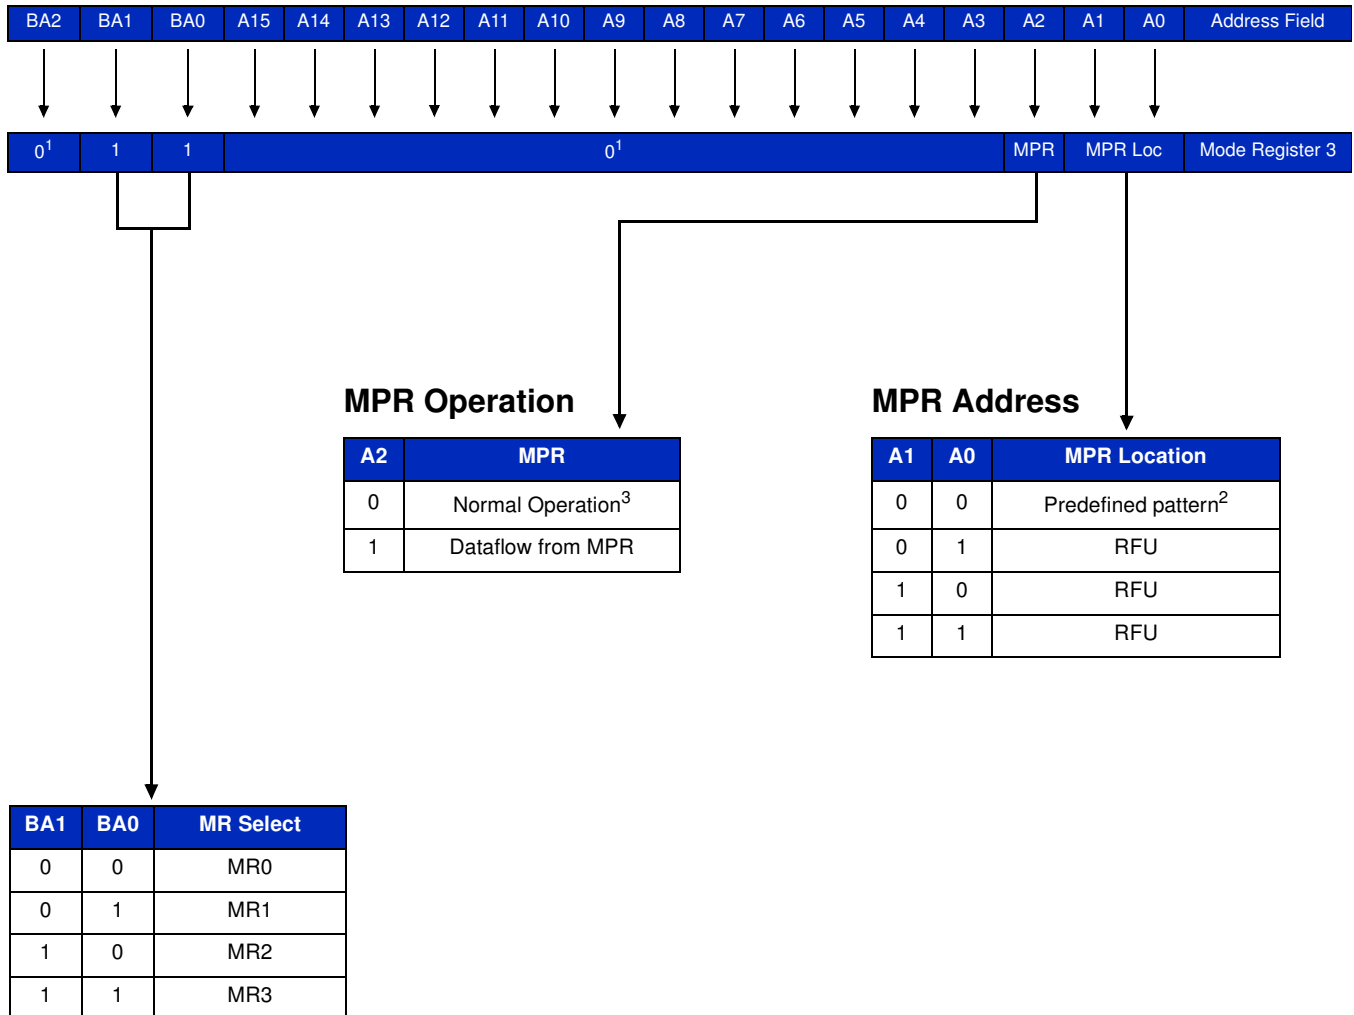 BA2 BA1 BA0 A15 A14 A13 A12 A11 A10 A9 A8 A7 A6 A5 A4 A3 A2 A1 A0 Address Field
0¹ 1 1 0¹ MPR MPR Loc Mode Register 3
MPR Operation
A2 MPR
0 Normal Operation³
1 Dataflow from MPR
MPR Address
A1 A0 MPR Location
0 0 Predefined pattern²
0 1 RFU
1 0 RFU
1 1 RFU
BA1 BA0 MR Select
0 0 MR0
0 1 MR1
1 0 MR2
1 1 MR3